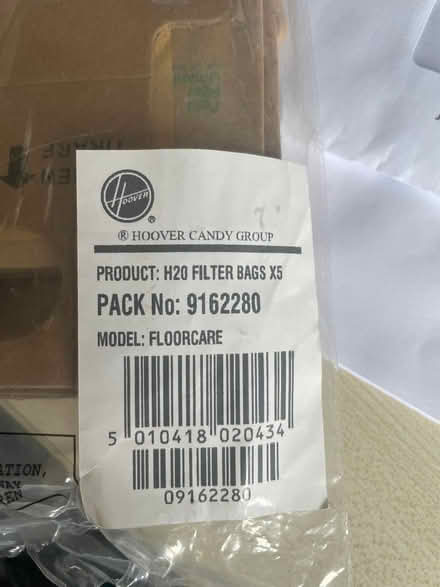 HOOVER
®
® HOOVER CANDY GROUP
PRODUCT: H20 FILTER BAGS X5
PACK No: 9162280
MODEL: FLOORCARE
5 010418 020434
09162280
ATION,